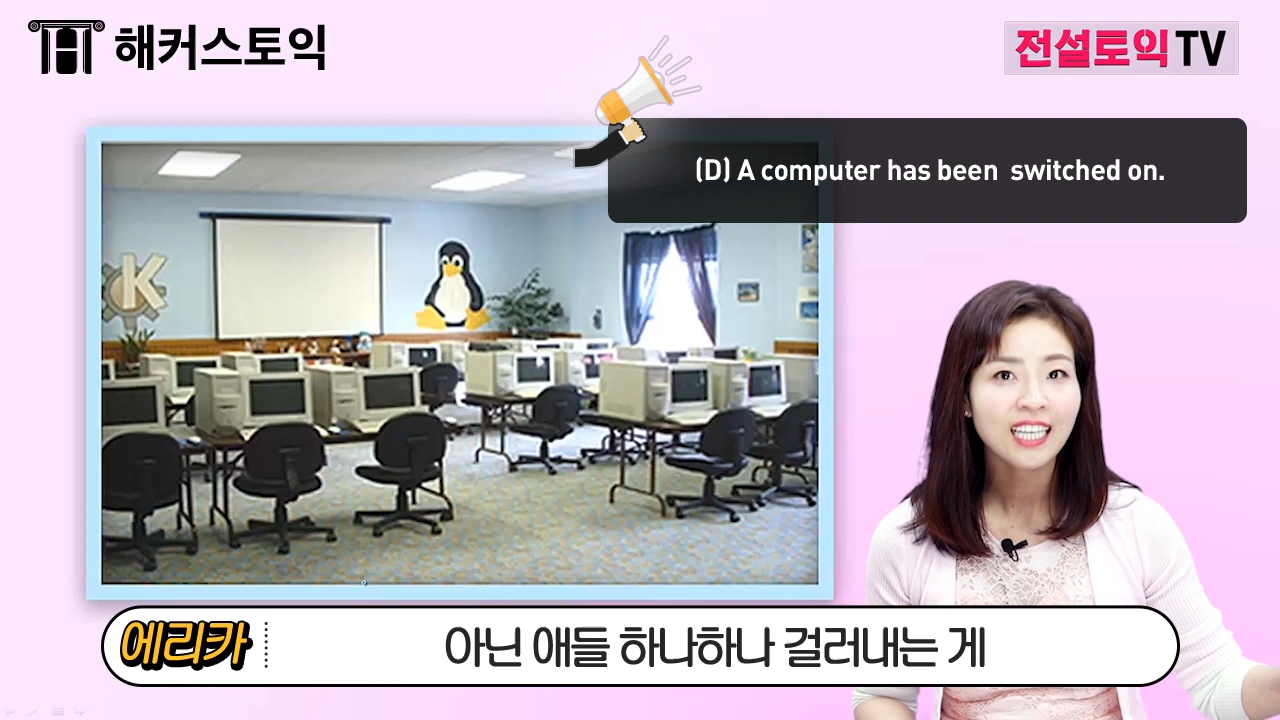 해커스토익
전설토익TV
(D) A computer has been switched on.
K
에리카
아닌 애들 하나하나 걸러내는 게